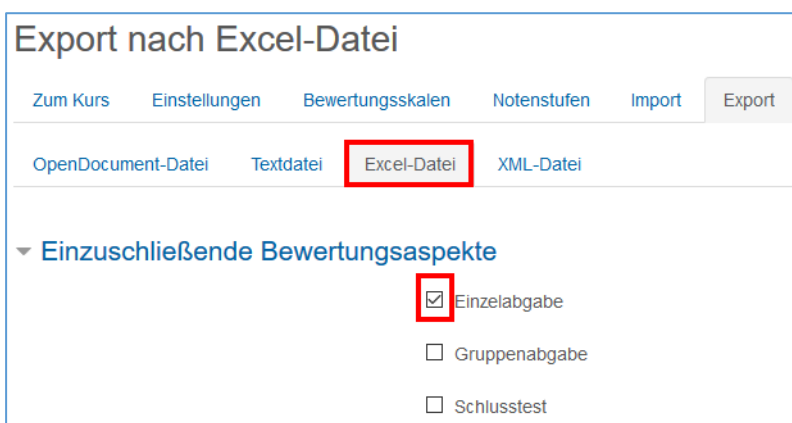 Export nach Excel-Datei
Zum Kurs Einstellungen Bewertungsskalen Notenstufen Import Export
OpenDocument-Datei Textdatei Excel-Datei XML-Datei
Einzuschließende Bewertungsaspekte
Einzelabgabe
Gruppenabgabe
Schlusstest